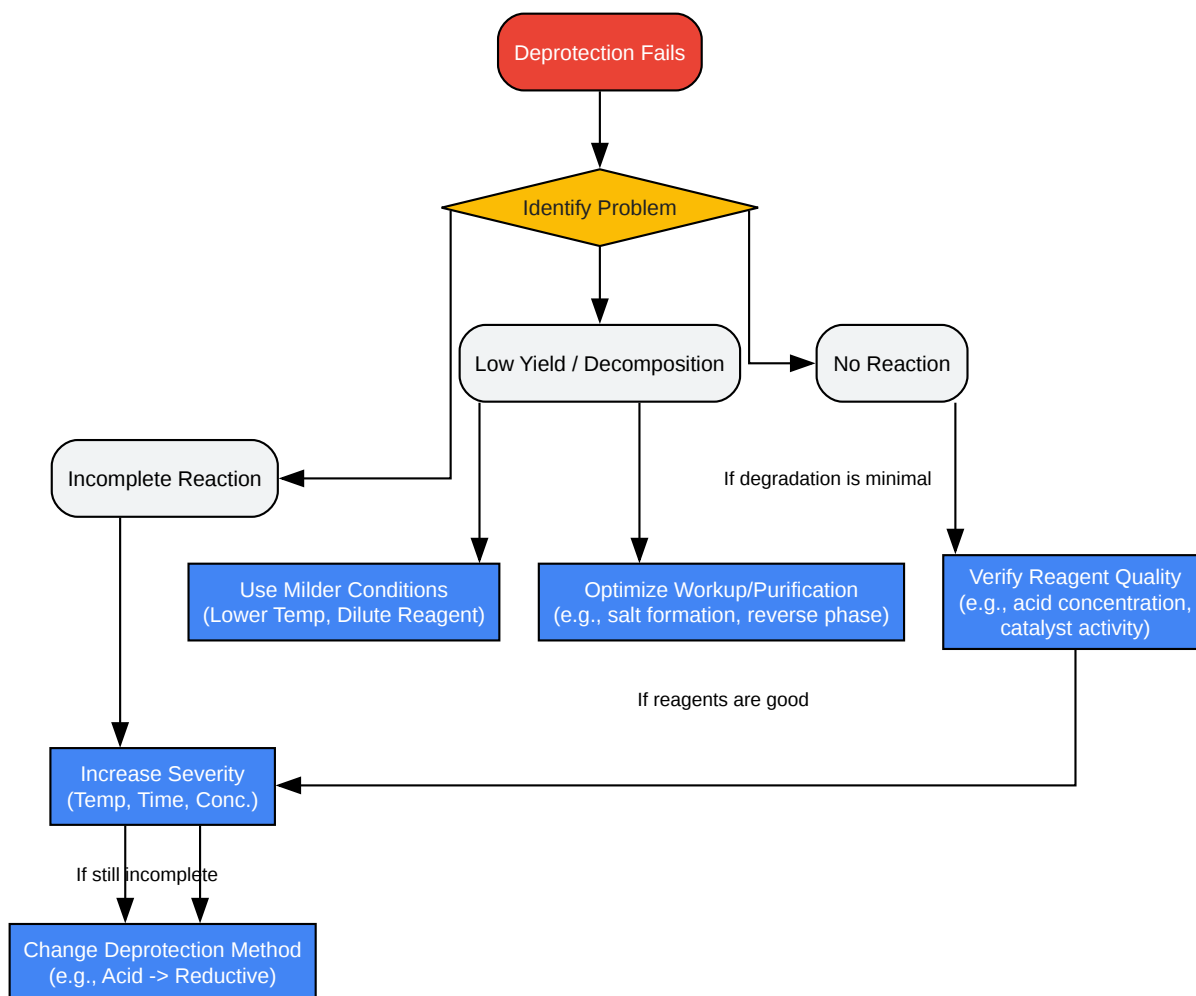 Deprotection Fails
Identify Problem
Low Yield / Decomposition
No Reaction
Incomplete Reaction
If degradation is minimal
Use Milder Conditions
(Lower Temp, Dilute Reagent)
Optimize Workup/Purification
(e.g., salt formation, reverse phase)
Verify Reagent Quality
(e.g., acid concentration,
catalyst activity)
If reagents are good
Increase Severity
(Temp, Time, Conc.)
If still incomplete
Change Deprotection Method
(e.g., Acid -> Reductive)